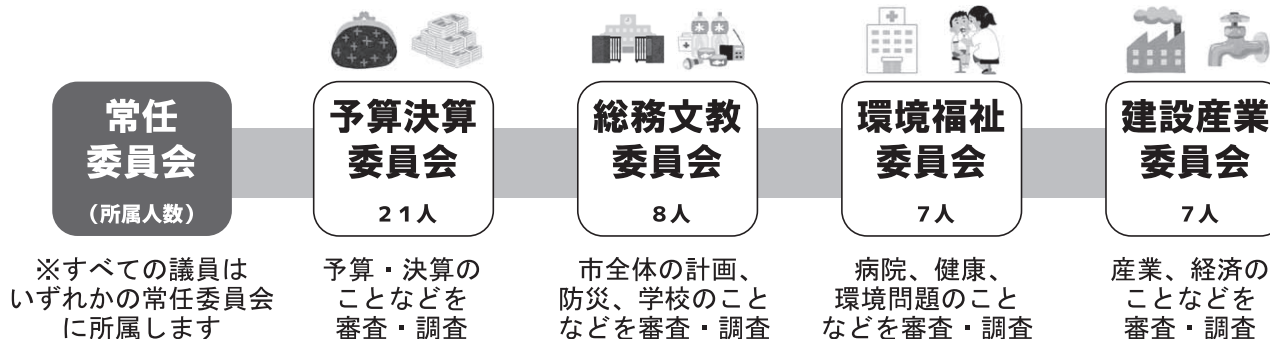 常任
委員会
(所属人数)
※すべての議員は
いずれかの常任委員会
に所属します
予算決算
委員会
21人
予算・決算の
ことなどを
審査・調査
総務文教
委員会
8人
水 水
市全体の計画、
防災、学校のこと
などを審査・調査
環境福祉
委員会
7人
病院、健康、
環境問題のこと
などを審査・調査
建設産業
委員会
7人
産業、経済の
ことなどを
審査・調査